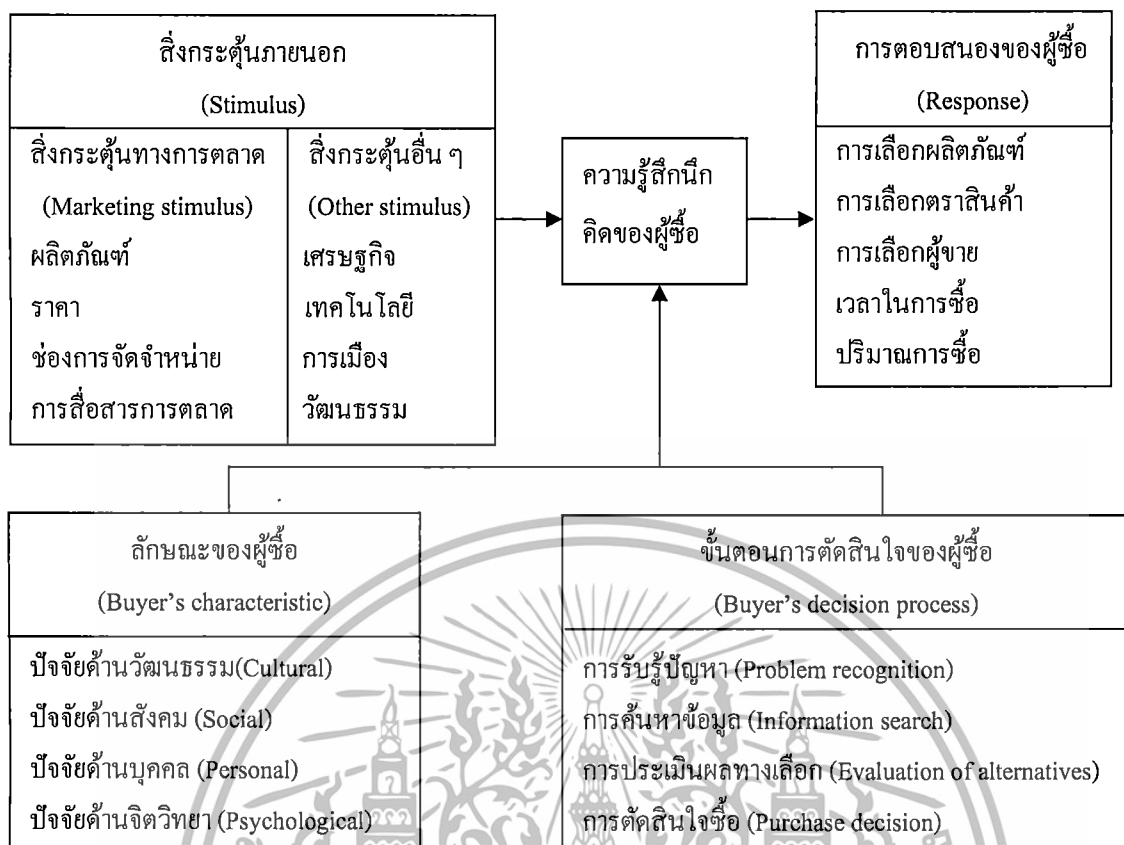 สิ่งกระตุ้นภายนอก
(Stimulus)
สิ่งกระตุ้นทางการตลาด
(Marketing stimulus)
ผลิตภัณฑ์
ราคา
ช่องการจัดจำหน่าย
การสื่อสารการตลาด
สิ่งกระตุ้นอื่น ๆ
(Other stimulus)
เศรษฐกิจ
เทคโนโลยี
การเมือง
วัฒนธรรม
ความรู้สึกนึก
คิดของผู้ซื้อ
การตอบสนองของผู้ซื้อ
(Response)
การเลือกผลิตภัณฑ์
การเลือกตราสินค้า
การเลือกผู้ขาย
เวลาในการซื้อ
ปริมาณการซื้อ
ลักษณะของผู้ซื้อ
(Buyer's characteristic)
ปัจจัยด้านวัฒนธรรม(Cultural)
ปัจจัยด้านสังคม (Social)
ปัจจัยด้านบุคคล (Personal)
ปัจจัยด้านจิตวิทยา (Psychological)
ขั้นตอนการตัดสินใจของผู้ซื้อ
(Buyer's decision process)
การรับรู้ปัญหา (Problem recognition)
การค้นหาข้อมูล (Information search)
การประเมินผลทางเลือก (Evaluation of alternatives)
การตัดสินใจซื้อ (Purchase decision)